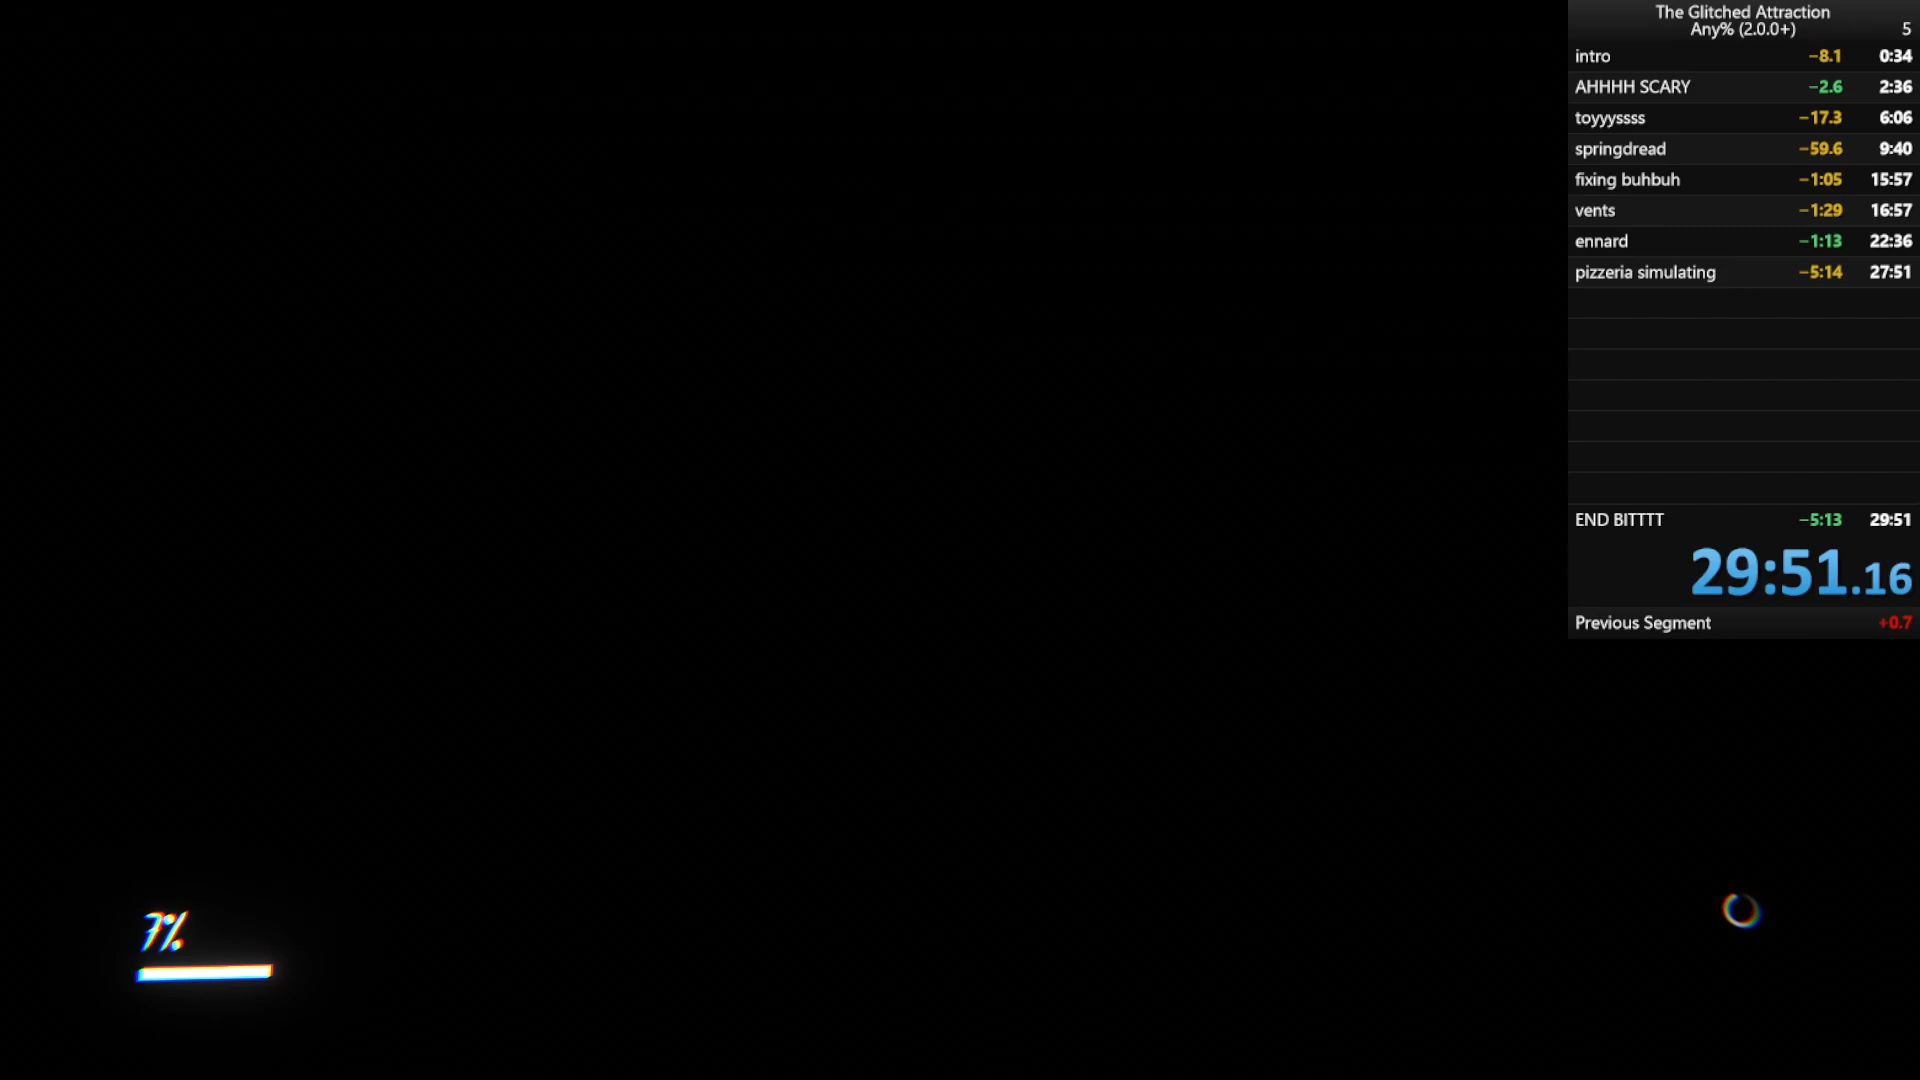 The Glitched Attraction
Any% (2.0.0+) 5
intro −8.1 0:34
AHHHH SCARY −2.6 2:36
toyyyssss −17.3 6:06
springdread −59.6 9:40
fixing buhbuh −1:05 15:57
vents −1:29 16:57
ennard −1:13 22:36
pizzeria simulating −5:14 27:51
END BITTTT −5:13 29:51
29:51.16
Previous Segment +0.7
7%